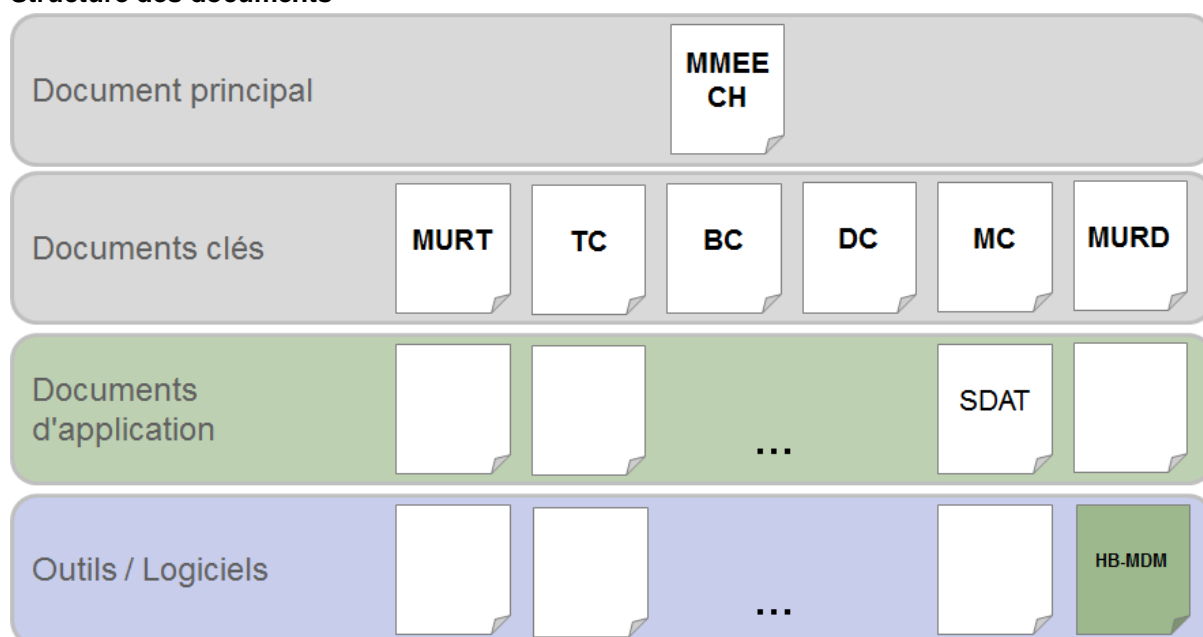 Structure des documents
Document principal
MMEE
CH
Documents clés
MURT
TC
BC
DC
MC
MURD
Documents
d'application
...
SDAT
Outils / Logiciels
...
HB-MDM